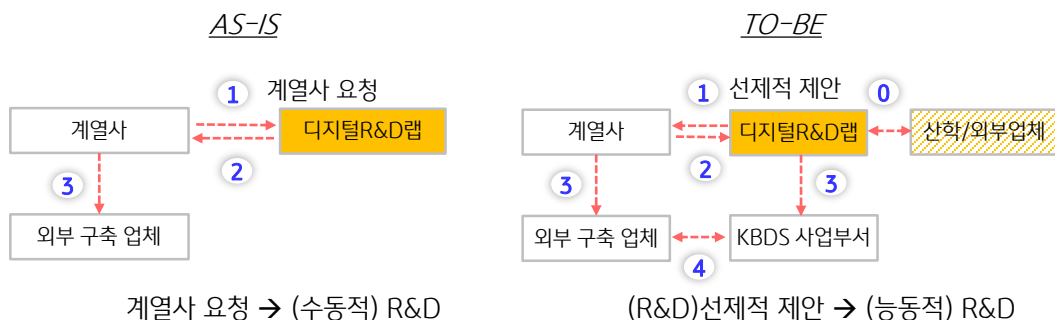 AS-IS
1 계열사 요청
계열사
디지털R&D랩
2
3
외부 구축 업체
계열사 요청 → (수동적) R&D
TO-BE
1 선제적 제안
0
계열사
디지털R&D랩
산학/외부업체
2
3
3
외부 구축 업체
KBDS 사업부서
4
(R&D)선제적 제안 → (능동적) R&D